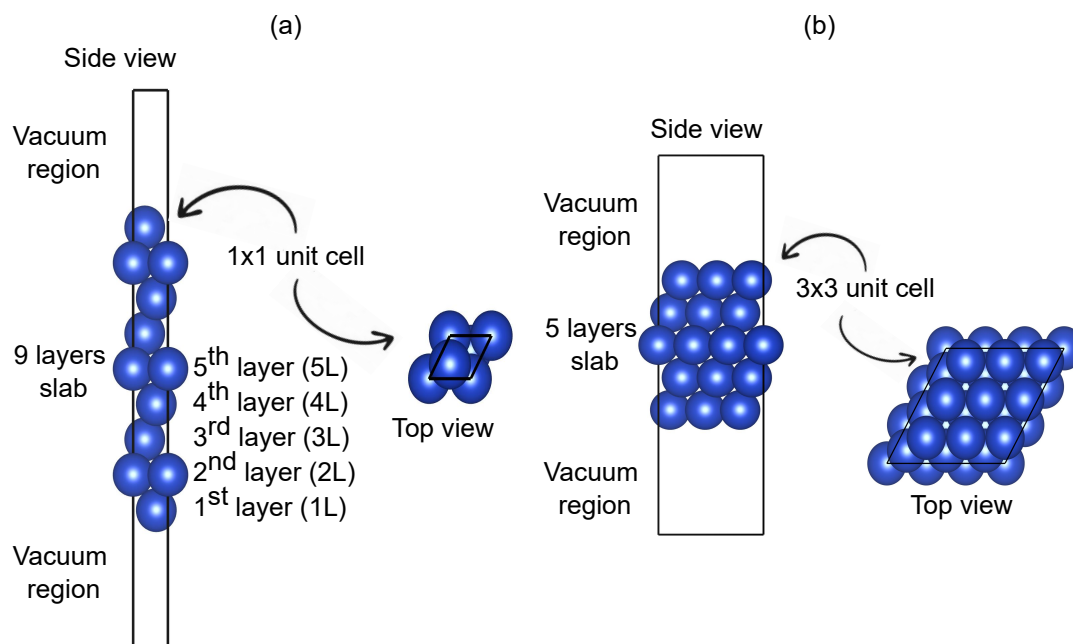 (a)
Side view
Vacuum
region
1x1 unit cell
9 layers
slab
5th layer (5L)
4th layer (4L)
3rd layer (3L)
2nd layer (2L)
1st layer (1L)
Top view
Vacuum
region
(b)
Side view
Vacuum
region
3x3 unit cell
5 layers
slab
Vacuum
region
Top view